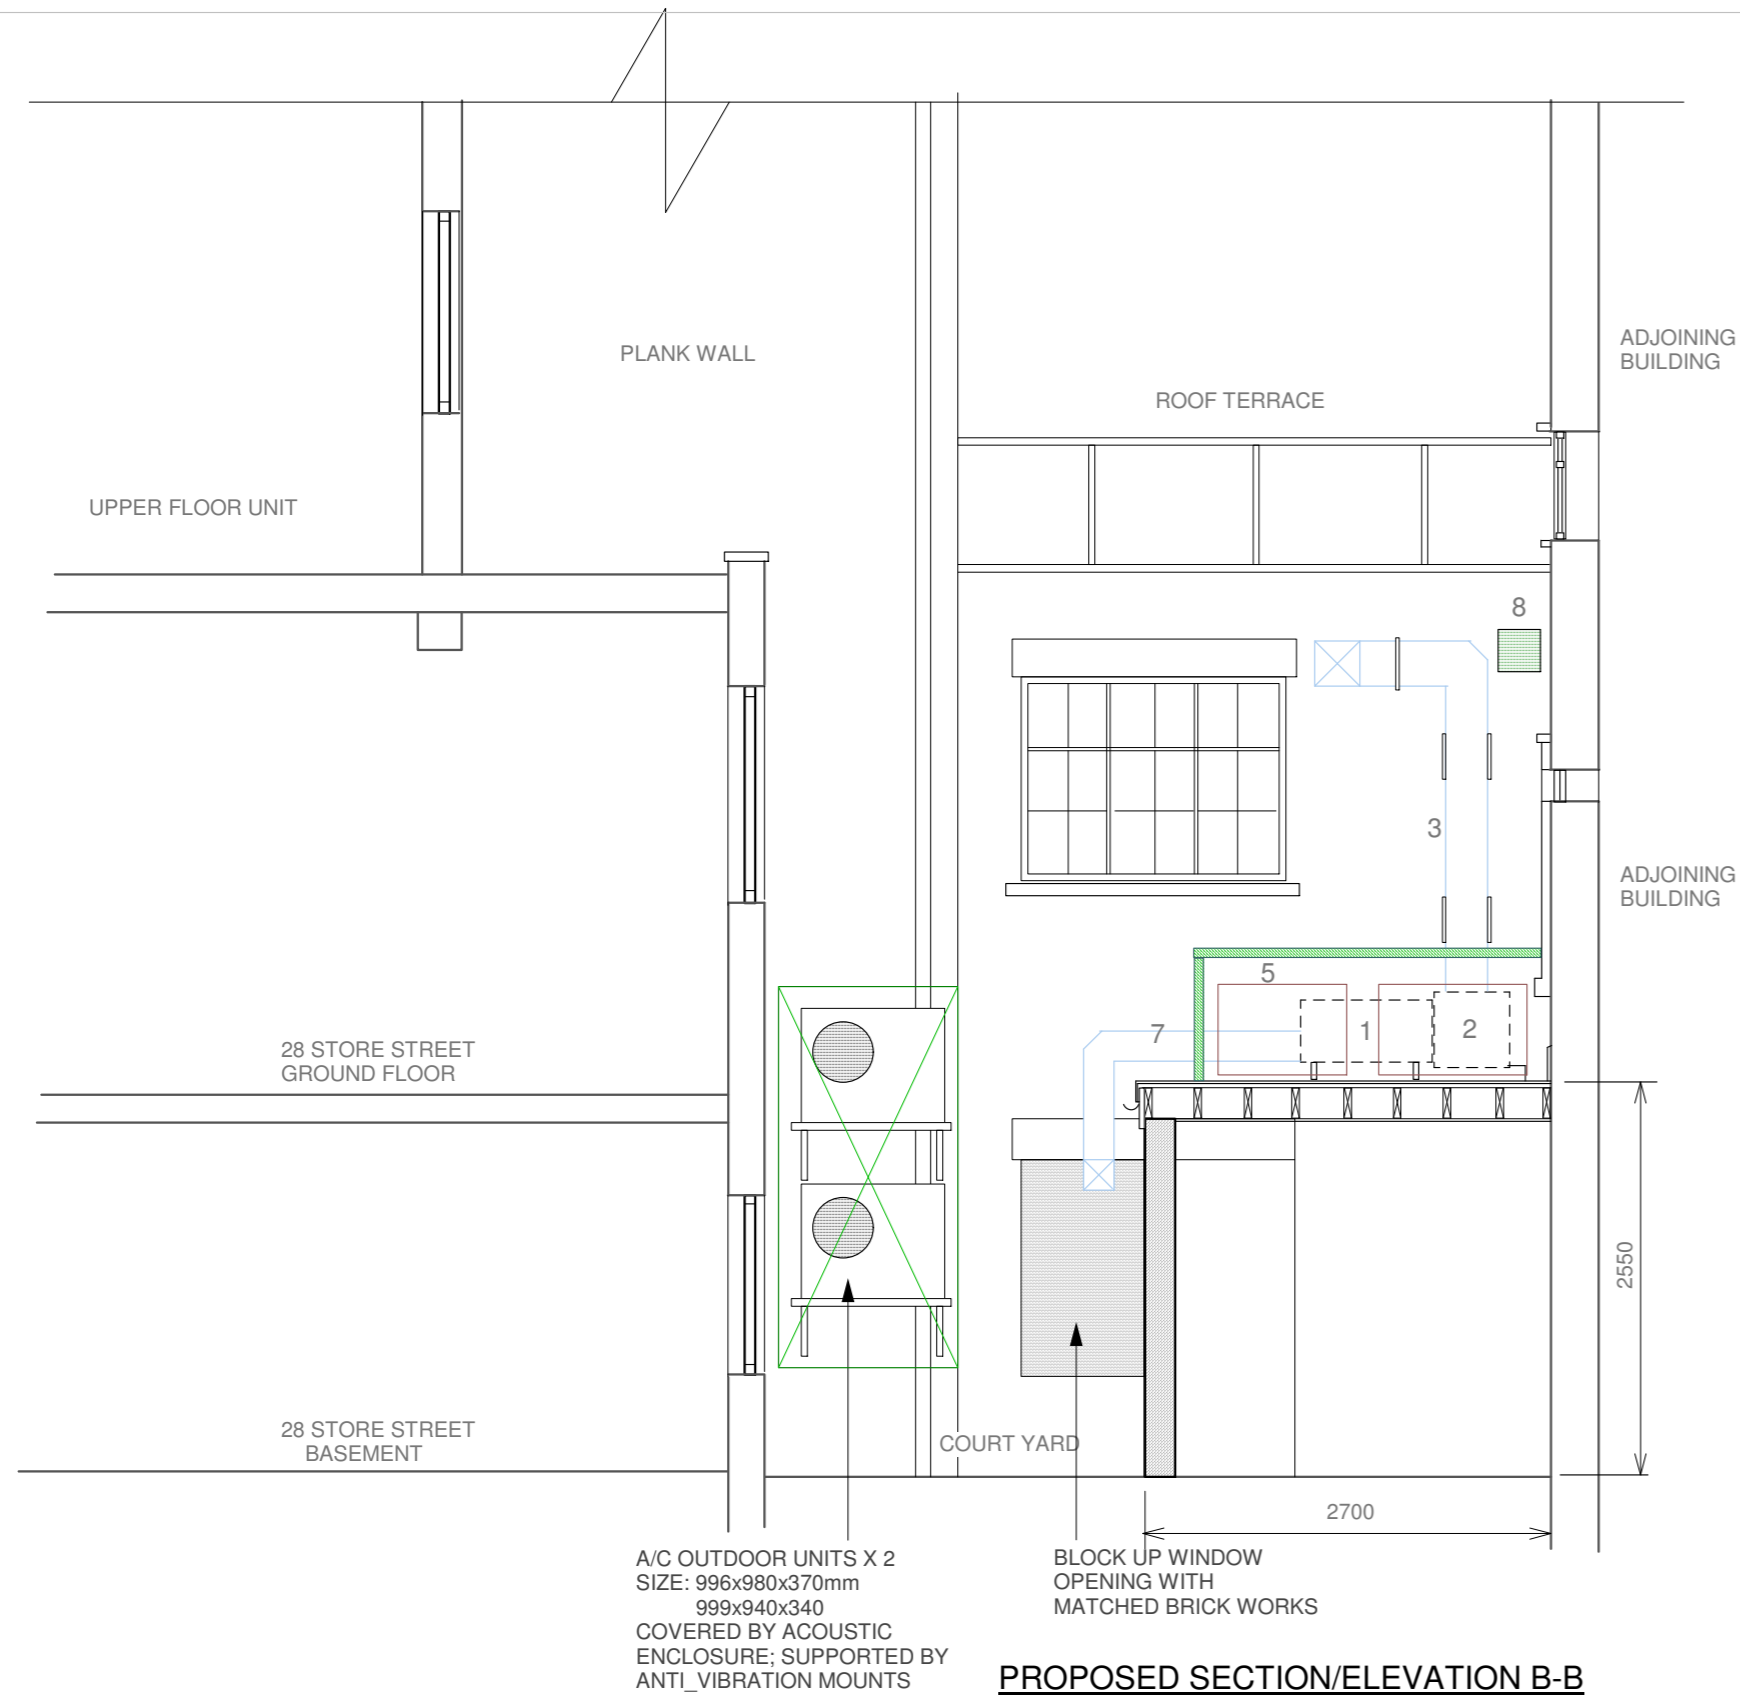 PLANK WALL
ADJOINING
BUILDING
ROOF TERRACE
UPPER FLOOR UNIT
8
3
ADJOINING
BUILDING
5
7
1
2
28 STORE STREET
GROUND FLOOR
2550
28 STORE STREET
BASEMENT
COURT YARD
2700
A/C OUTDOOR UNITS X 2
SIZE: 996x980x370mm
999x940x340
COVERED BY ACOUSTIC
ENCLOSURE; SUPPORTED BY
ANTI_VIBRATION MOUNTS
BLOCK UP WINDOW
OPENING WITH
MATCHED BRICK WORKS
PROPOSED SECTION/ELEVATION B-B